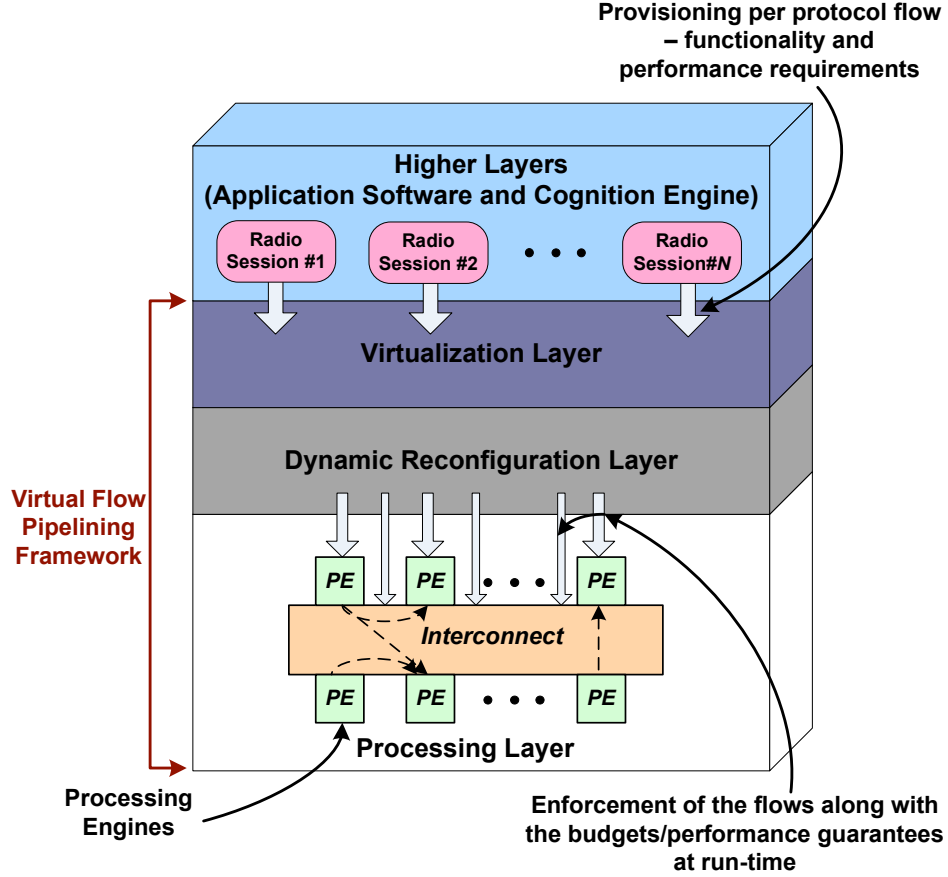 Provisioning per protocol flow
– functionality and
performance requirements
Higher Layers
(Application Software and Cognition Engine)
Radio
Session #1
Radio
Session #2
Radio
Session#N
Virtualization Layer
Dynamic Reconfiguration Layer
Virtual Flow
Pipelining
Framework
PE
PE
PE
Interconnect
PE
PE
PE
Processing Layer
Processing
Engines
Enforcement of the flows along with
the budgets/performance guarantees
at run-time